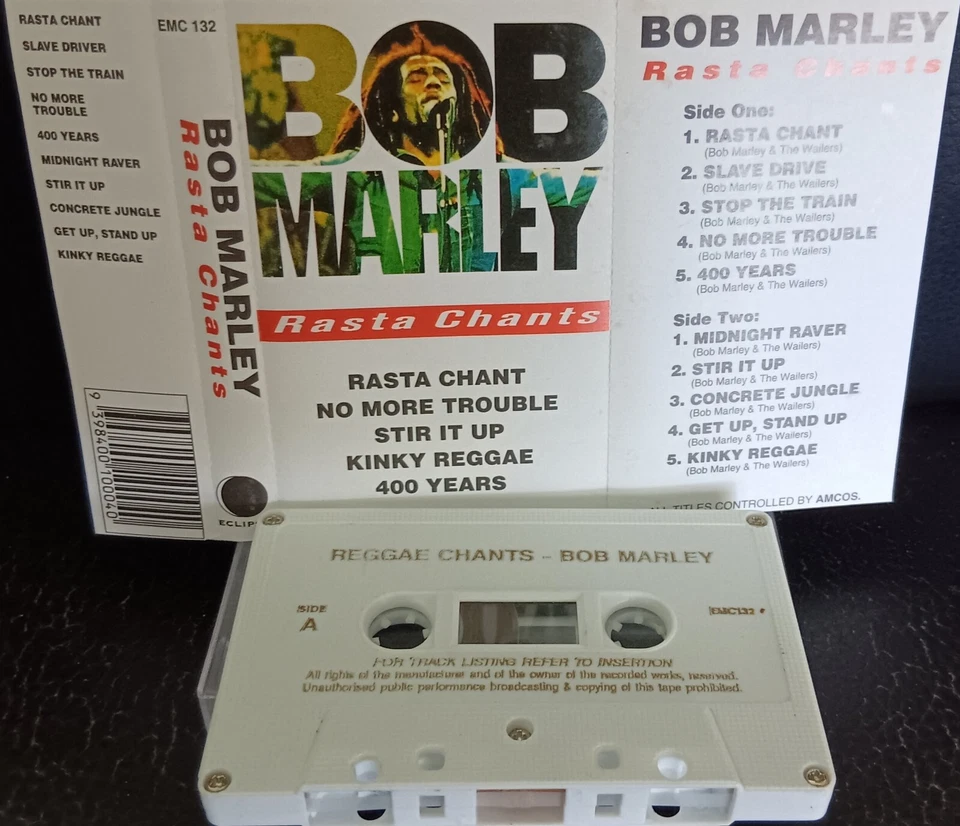 RASTA CHANT
SLAVE DRIVER
STOP THE TRAIN
NO MORE
TROUBLE
400 YEARS
MIDNIGHT RAVER
STIR IT UP
CONCRETE JUNGLE
GET UP, STAND UP
KINKY REGGAE
9 398400 100040
EMC 132
BOB MARLEY
Rasta Chants
BOB
MARLEY
Rasta Chants
RASTA CHANT
NO MORE TROUBLE
STIR IT UP
KINKY REGGAE
400 YEARS
BOB MARLEY
Rasta Chants
Side One:
1. RASTA CHANT
(Bob Marley & The Wailers)
2. SLAVE DRIVE
(Bob Marley & The Wailers)
3. STOP THE TRAIN
(Bob Marley & The Wailers)
4. NO MORE TROUBLE
(Bob Marley & The Wailers)
5. 400 YEARS
(Bob Marley & The Wailers)
Side Two:
1. MIDNIGHT RAVER
(Bob Marley & The Wailers)
2. STIR IT UP
(Bob Marley & The Wailers)
3. CONCRETE JUNGLE
(Bob Marley & The Wailers)
4. GET UP, STAND UP
(Bob Marley & The Wailers)
5. KINKY REGGAE
(Bob Marley & The Wailers)
TITLES CONTROLLED BY AMCOS.
REGGAE CHANTS - BOB MARLEY
SIDE
A
EMC132
FOR TRACK LISTING REFER TO INSERTION
All rights of the manufacturer and of the owner of the recorded works, reserved.
Unauthorised public performance broadcasting & copying of this tape prohibited.